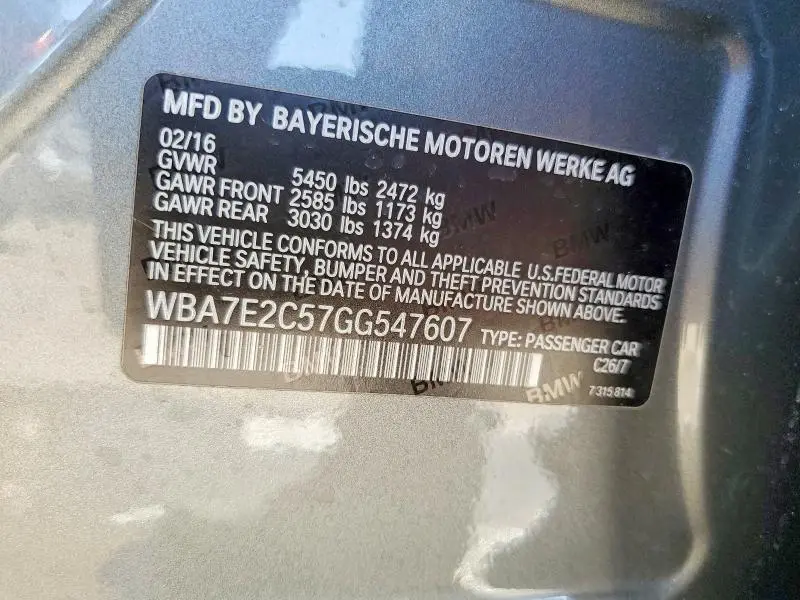 MFD BY BAYERISCHE MOTOREN WERKE AG
02/16
GVWR 5450 lbs 2472 kg
GAWR FRONT 2585 lbs 1173 kg
GAWR REAR 3030 lbs 1374 kg
THIS VEHICLE CONFORMS TO ALL APPLICABLE U.S.FEDERAL MOTOR
VEHICLE SAFETY, BUMPER AND THEFT PREVENTION STANDARDS
IN EFFECT ON THE DATE OF MANUFACTURE SHOWN ABOVE.
WBA7E2C57GG547607 TYPE: PASSENGER CAR
C26/7
7 315 814
BMW
BMW
BMW
BMW